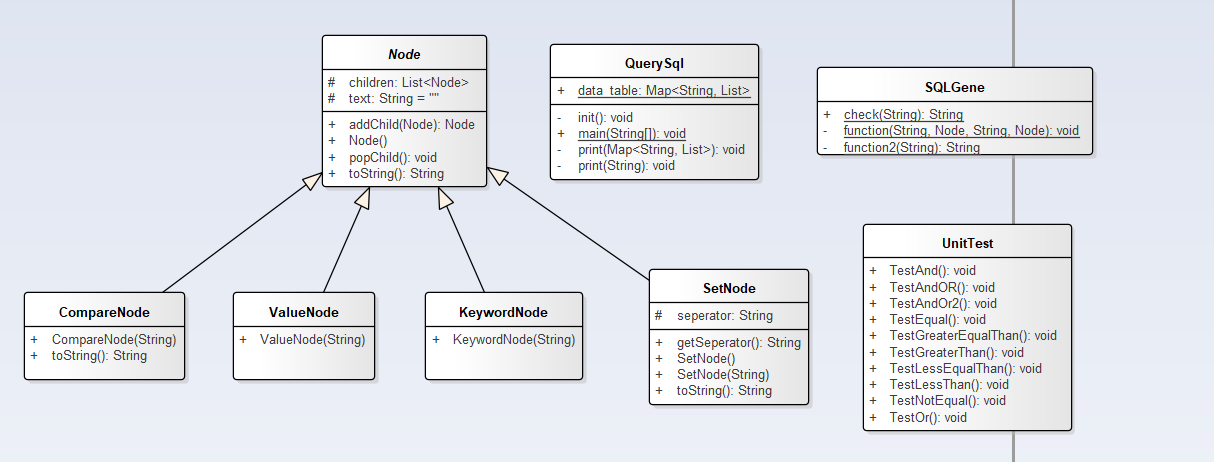 Node
# children: List<Node>
# text: String = ""
+ addChild(Node): Node
+ Node()
+ popChild(): void
+ toString(): String
QuerySql
+ data_table: Map<String, List>
- init(): void
+ main(String[]): void
- print(Map<String, List>): void
- print(String): void
SQLGene
+ check(String): String
- function(String, Node, String, Node): void
- function2(String): String
CompareNode
+ CompareNode(String)
+ toString(): String
ValueNode
+ ValueNode(String)
KeywordNode
+ KeywordNode(String)
SetNode
# seperator: String
+ getSeperator(): String
+ SetNode()
+ SetNode(String)
+ toString(): String
UnitTest
+ TestAnd(): void
+ TestAndOR(): void
+ TestAndOr2(): void
+ TestEqual(): void
+ TestGreaterEqualThan(): void
+ TestGreaterThan(): void
+ TestLessEqualThan(): void
+ TestLessThan(): void
+ TestNotEqual(): void
+ TestOr(): void